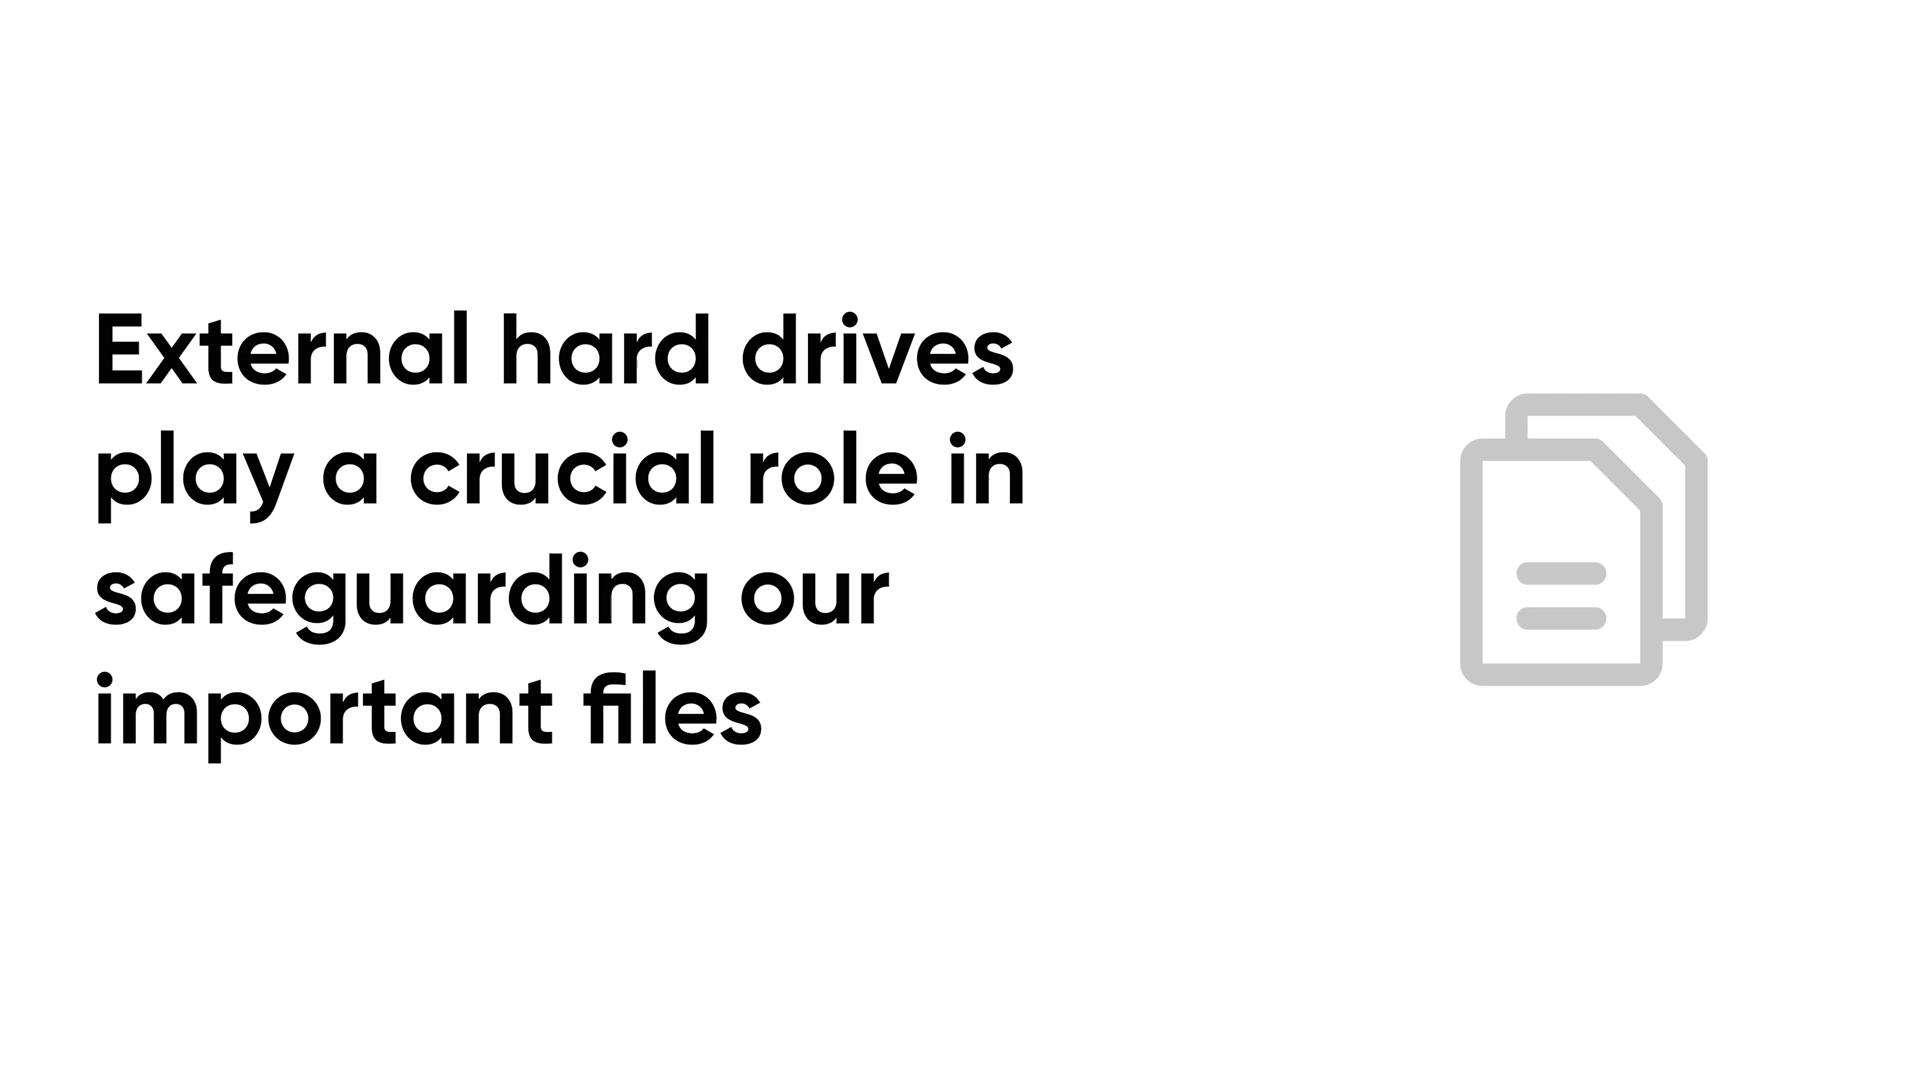 External hard drives
play a crucial role in
safeguarding our
important files